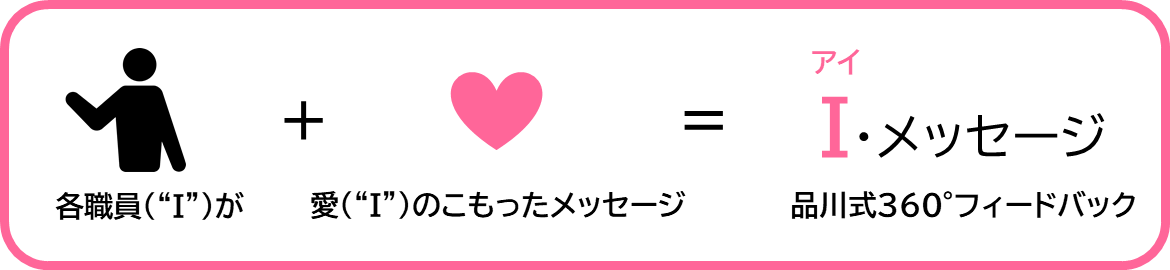 アイ
+
=
I・メッセージ
各職員(“I”)が
愛(“I”)のこもったメッセージ
品川式360°フィードバック